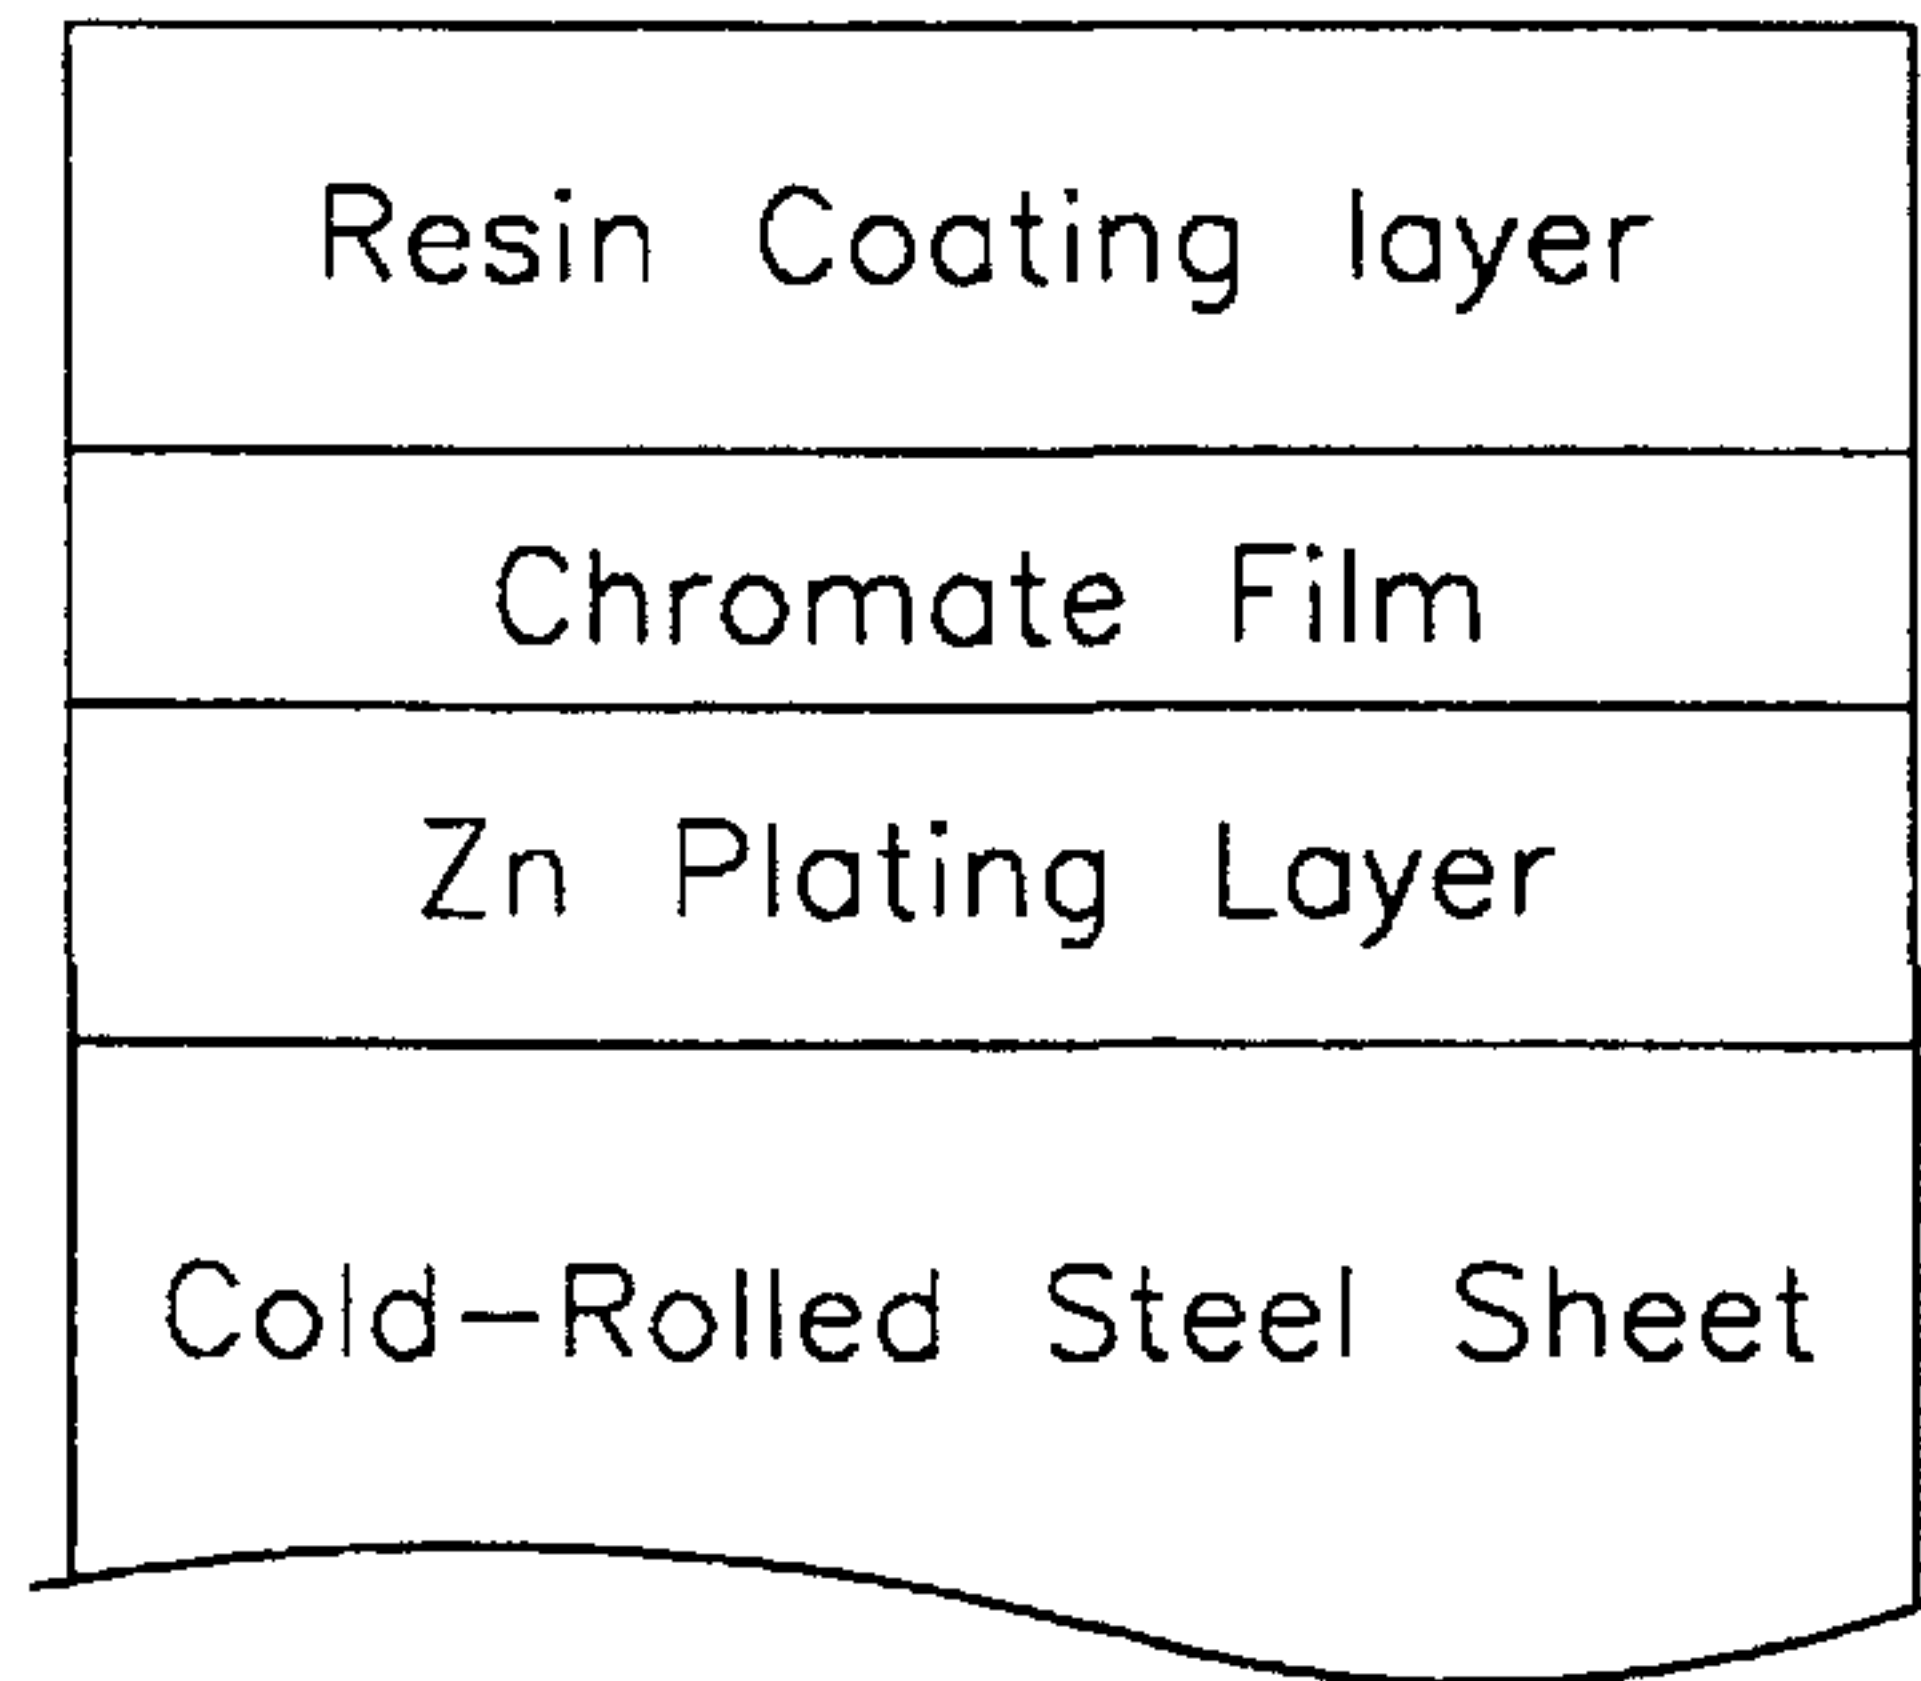 Resin Coating layer
Chromate Film
Zn Plating Layer
Cold-Rolled Steel Sheet